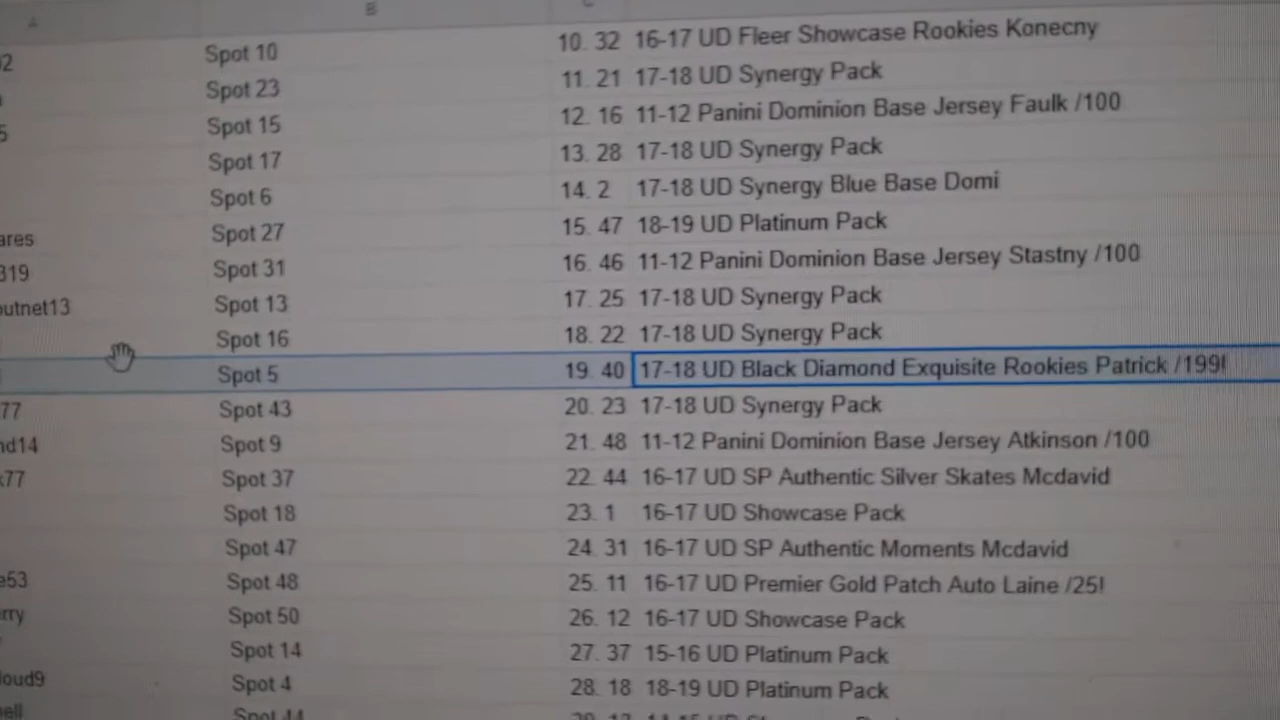 A B C
02 Spot 10 10. 32 16-17 UD Fleer Showcase Rookies Konecny
Spot 23 11. 21 17-18 UD Synergy Pack
5 Spot 15 12. 16 11-12 Panini Dominion Base Jersey Faulk /100
Spot 17 13. 28 17-18 UD Synergy Pack
Spot 6 14. 2 17-18 UD Synergy Blue Base Domi
ares Spot 27 15. 47 18-19 UD Platinum Pack
319 Spot 31 16. 46 11-12 Panini Dominion Base Jersey Stastny /100
outnet13 Spot 13 17. 25 17-18 UD Synergy Pack
Spot 16 18. 22 17-18 UD Synergy Pack
Spot 5 19. 40 17-18 UD Black Diamond Exquisite Rookies Patrick /199!
77 Spot 43 20. 23 17-18 UD Synergy Pack
nd14 Spot 9 21. 48 11-12 Panini Dominion Base Jersey Atkinson /100
k77 Spot 37 22. 44 16-17 UD SP Authentic Silver Skates Mcdavid
Spot 18 23. 1 16-17 UD Showcase Pack
Spot 47 24. 31 16-17 UD SP Authentic Moments Mcdavid
e53 Spot 48 25. 11 16-17 UD Premier Gold Patch Auto Laine /25!
rry Spot 50 26. 12 16-17 UD Showcase Pack
Spot 14 27. 37 15-16 UD Platinum Pack
loud9 Spot 4 28. 18 18-19 UD Platinum Pack
ell Spot 44